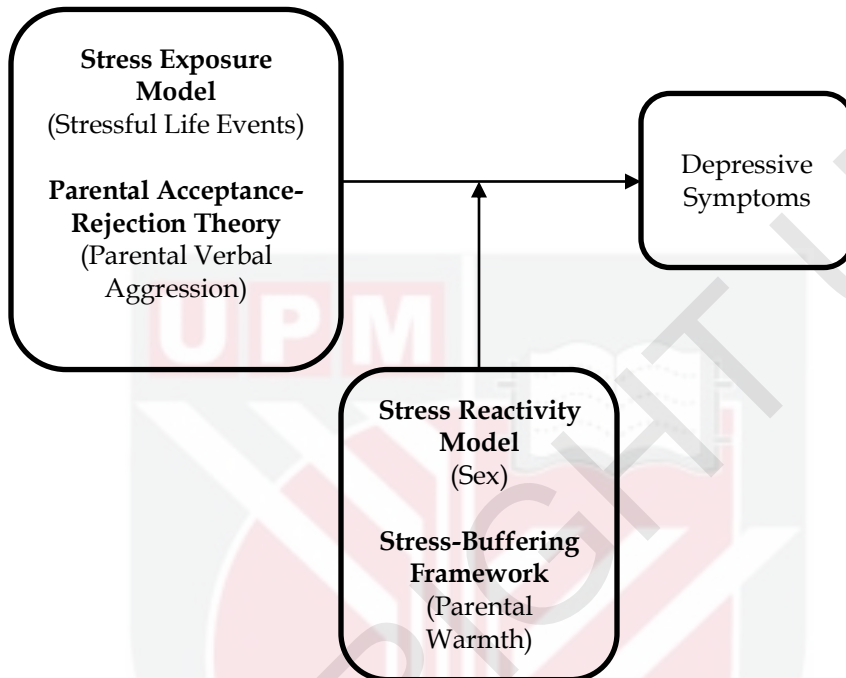 Stress Exposure
Model
(Stressful Life Events)
Parental Acceptance-
Rejection Theory
(Parental Verbal
Aggression)
Depressive
Symptoms
UPM
Stress Reactivity
Model
(Sex)
Stress-Buffering
Framework
(Parental
Warmth)